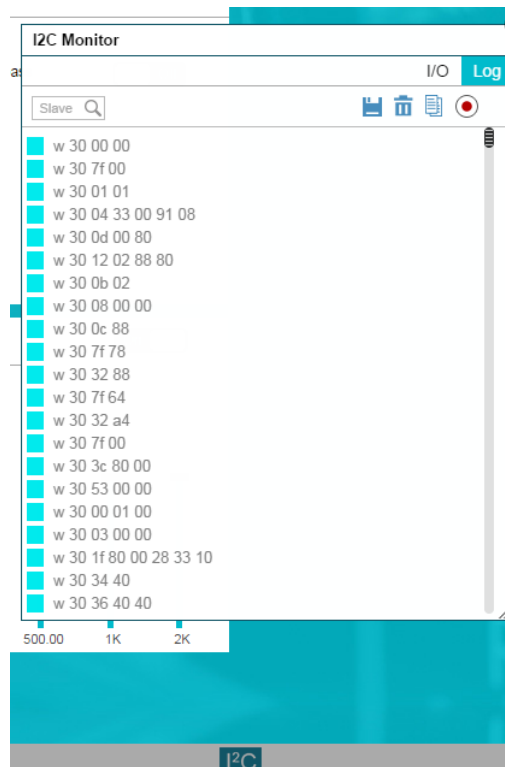 I2C Monitor
as
I/O Log
Slave
w 30 00 00
w 30 7f 00
w 30 01 01
w 30 04 33 00 91 08
w 30 0d 00 80
w 30 12 02 88 80
w 30 0b 02
w 30 08 00 00
w 30 0c 88
w 30 7f 78
w 30 32 88
w 30 7f 64
w 30 32 a4
w 30 7f 00
w 30 3c 80 00
w 30 53 00 00
w 30 00 01 00
w 30 03 00 00
w 30 1f 80 00 28 33 10
w 30 34 40
w 30 36 40 40
500.00 1K 2K
I²C